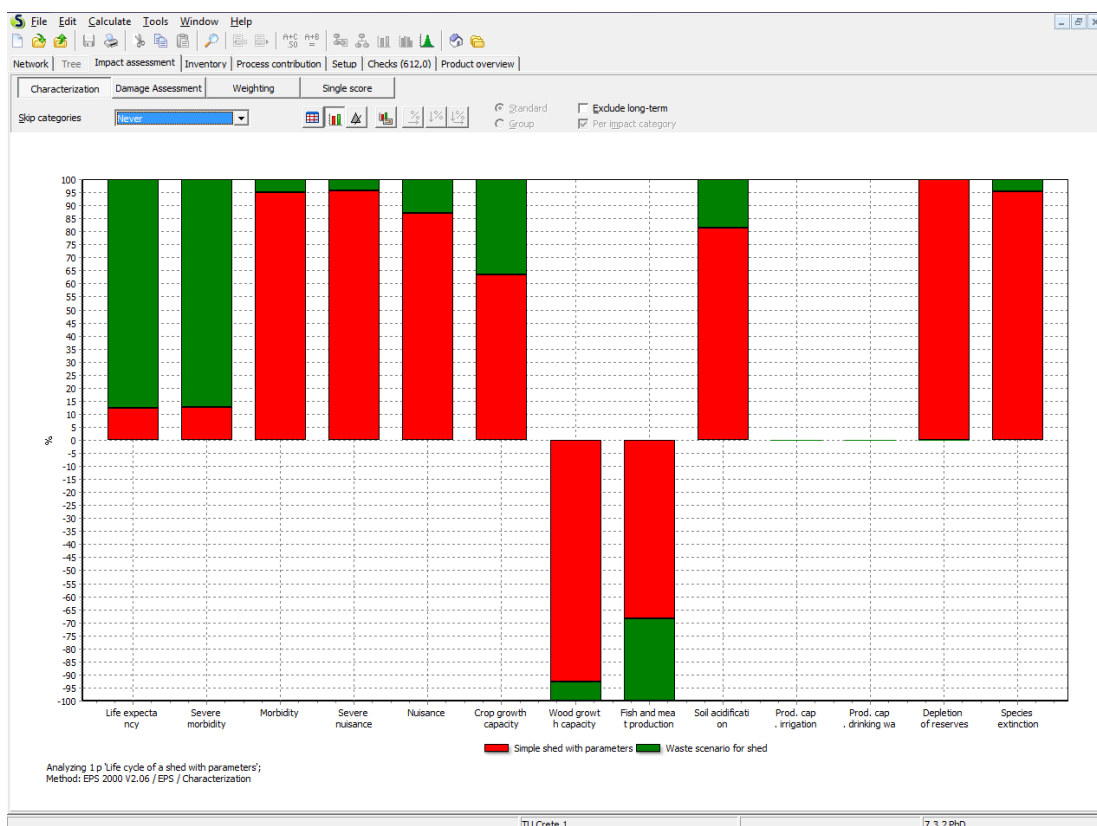 File Edit Calculate Tools Window Help
A+C
.50
A+B
=
Network Tree Impact assessment Inventory Process contribution Setup Checks (612,0) Product overview
Characterization Damage Assessment Weighting Single score
Skip categories Never
Standard
Group
Exclude long-term
Per impact category
100
95
90
85
80
75
70
65
60
55
50
45
40
35
30
25
20
15
10
5
0
-5
-10
-15
-20
-25
-30
-35
-40
-45
-50
-55
-60
-65
-70
-75
-80
-85
-90
-95
-100
%
Life expecta
ncy
Severe
morbidity
Morbidity
Severe
nuisance
Nuisance
Crop growth
capacity
Wood growt
h capacity
Fish and mea
t production
Soil acidificati
on
Prod. cap
. irrigation
Prod. cap
. drinking wa
Depletion
of reserves
Species
extinction
Simple shed with parameters Waste scenario for shed
Analyzing 1 p 'Life cycle of a shed with parameters';
Method: EPS 2000 V2.06 / EPS / Characterization
TU Crete 1 7.3.2 PhD